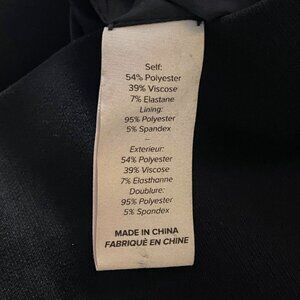 Self:
54% Polyester
39% Viscose
7% Elastane
Lining:
95% Polyester
5% Spandex
–
Exterieur:
54% Polyester
39% Viscose
7% Elasthanne
Doublure:
95% Polyester
5% Spandex
MADE IN CHINA
FABRIQUÉ EN CHINE